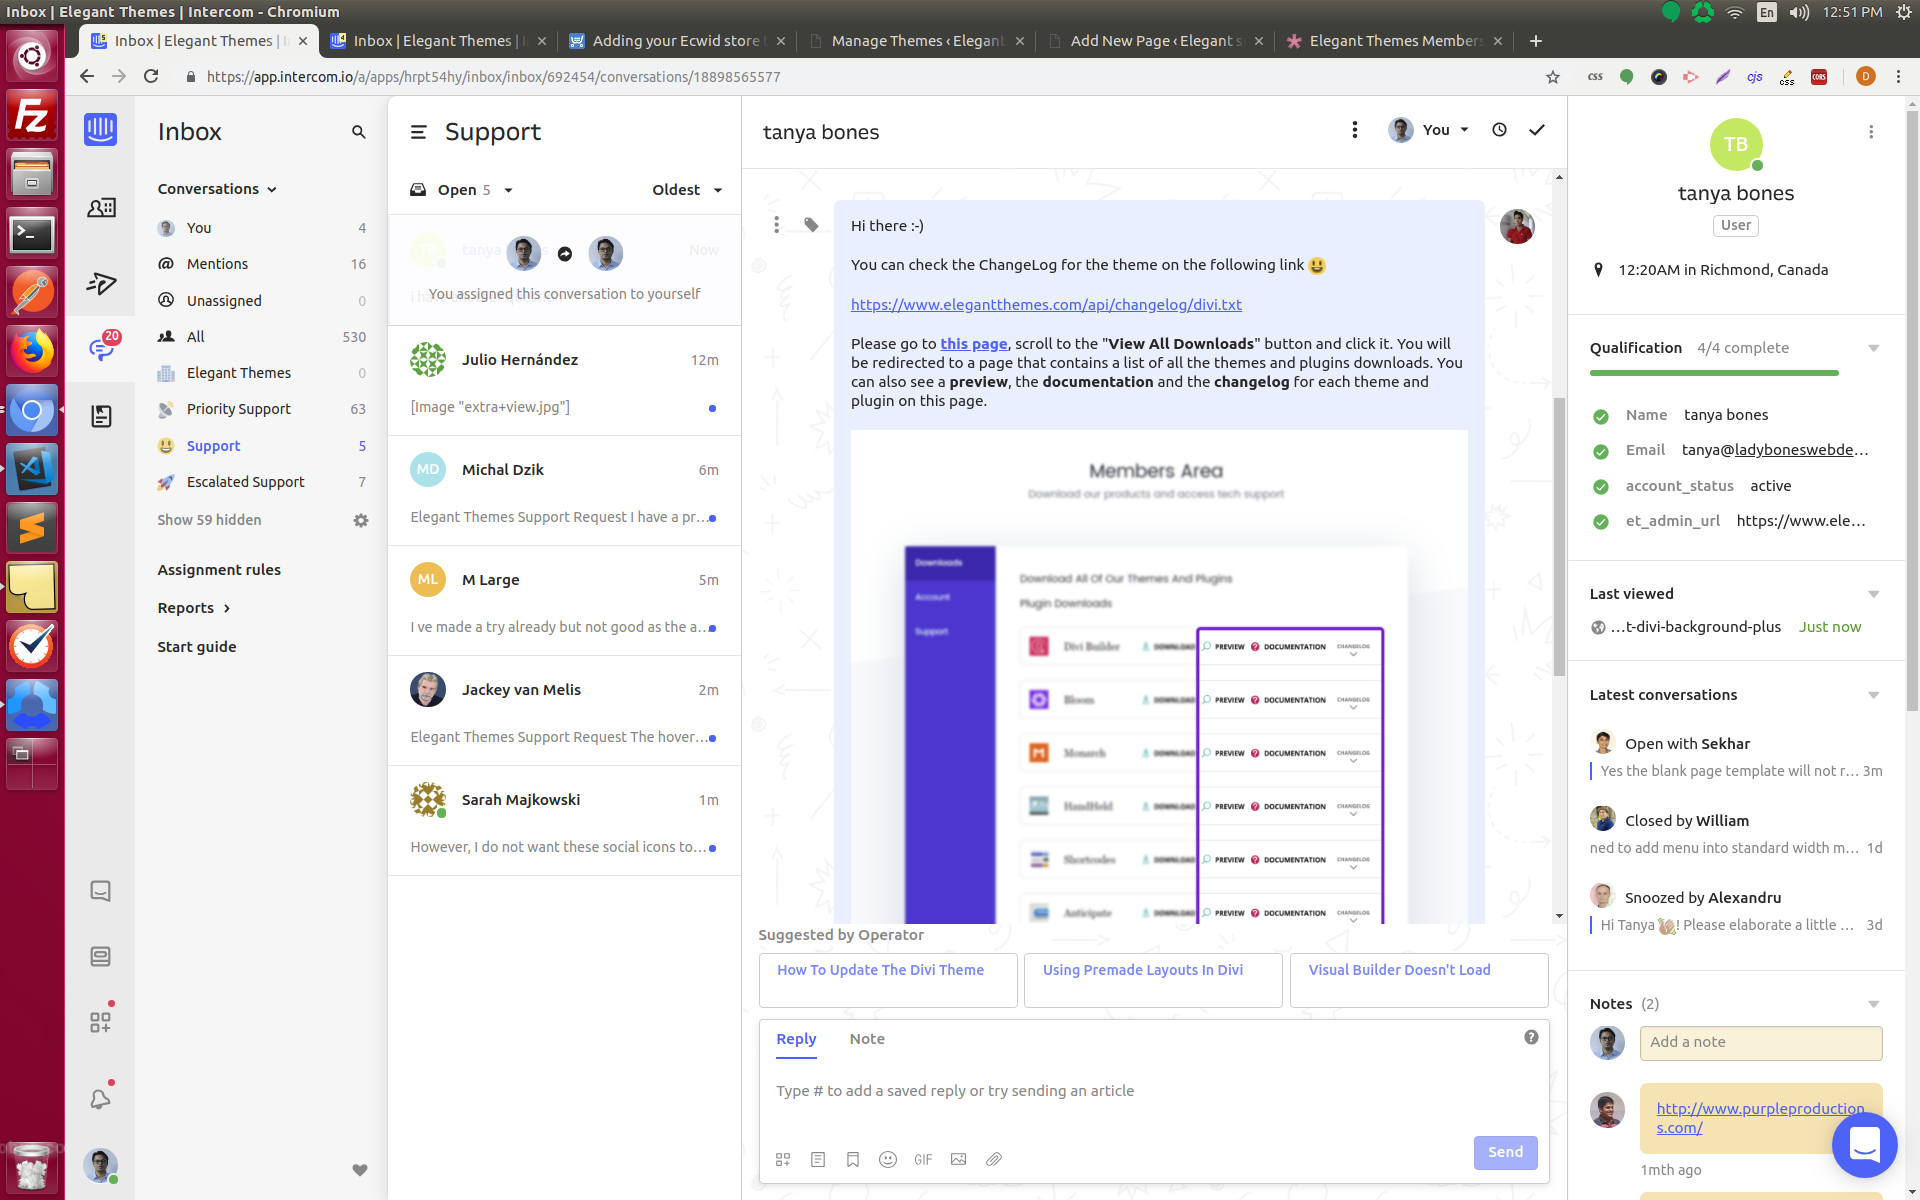 Inbox | Elegant Themes | Intercom - Chromium
En
12:51 PM
Inbox | Elegant Themes |
Inbox | Elegant Themes |
Adding your Ecwid store
Manage Themes ‹ Elegant
Add New Page ‹ Elegant s
Elegant Themes Members
https://app.intercom.io/a/apps/hrpt54hy/inbox/inbox/692454/conversations/18898565577
css
cjs
css
CORS
D
Inbox
Conversations
You 4
Mentions 16
Unassigned 0
All 530
Elegant Themes 0
Priority Support 63
Support 5
Escalated Support 7
Show 59 hidden
Assignment rules
Reports
Start guide
20
Support
Open 5
Oldest
tanya
Now
You assigned this conversation to yourself
Julio Hernández 12m
[Image "extra+view.jpg"]
MD
Michal Dzik 6m
Elegant Themes Support Request I have a pr...
ML
M Large 5m
I ve made a try already but not good as the a...
Jackey van Melis 2m
Elegant Themes Support Request The hover...
Sarah Majkowski 1m
However, I do not want these social icons to...
tanya bones
You
Hi there :-)
You can check the ChangeLog for the theme on the following link 😃
https://www.elegantthemes.com/api/changelog/divi.txt
Please go to this page, scroll to the "View All Downloads" button and click it. You will
be redirected to a page that contains a list of all the themes and plugins downloads. You
can also see a preview, the documentation and the changelog for each theme and
plugin on this page.
Members Area
Download our products and access tech support
Downloads
Account
Support
Download All Of Our Themes And Plugins
Plugin Downloads
Divi Builder DOWNLOAD PREVIEW DOCUMENTATION CHANGELOG
Bloom DOWNLOAD PREVIEW DOCUMENTATION CHANGELOG
Monarch DOWNLOAD PREVIEW DOCUMENTATION CHANGELOG
HandHeld DOWNLOAD PREVIEW DOCUMENTATION CHANGELOG
Shortcodes DOWNLOAD PREVIEW DOCUMENTATION CHANGELOG
Anticipate DOWNLOAD PREVIEW DOCUMENTATION CHANGELOG
Suggested by Operator
How To Update The Divi Theme
Using Premade Layouts In Divi
Visual Builder Doesn't Load
Reply
Note
Type # to add a saved reply or try sending an article
GIF
Send
TB
tanya bones
User
12:20AM in Richmond, Canada
Qualification 4/4 complete
Name tanya bones
Email tanya@ladyboneswebde...
account_status active
et_admin_url https://www.ele...
Last viewed
...t-divi-background-plus Just now
Latest conversations
Open with Sekhar
Yes the blank page template will not r... 3m
Closed by William
ned to add menu into standard width m... 1d
Snoozed by Alexandru
Hi Tanya👋! Please elaborate a little ... 3d
Notes (2)
Add a note
http://www.purpleproduction
s.com/
1mth ago